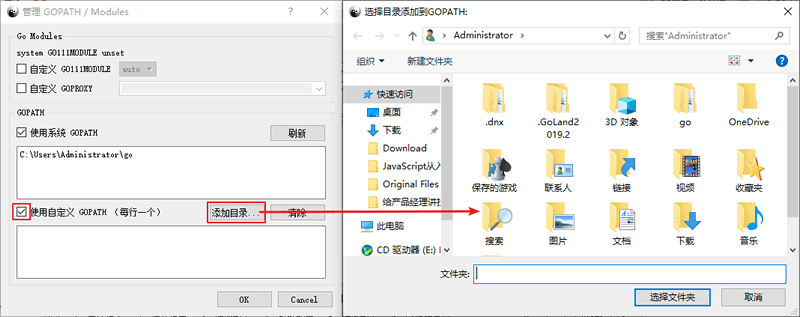 管理 GOPATH / Modules
Go Modules
system GO111MODULE unset
自定义 GO111MODULE
auto
自定义 GOPROXY
GOPATH
使用系统 GOPATH
刷新
C:\Users\Administrator\go
使用自定义 GOPATH (每行一个)
添加目录...
清除
OK
Cancel
选择目录添加到GOPATH:
Administrator
搜索"Administrator"
组织
新建文件夹
快速访问
桌面
下载
Download
JavaScript从入
Original Files
给产品经理讲技
此电脑
CD 驱动器 (E:)
.dnx
.GoLand2019.2
3D 对象
go
OneDrive
保存的游戏
联系人
链接
视频
收藏夹
搜索
图片
文档
下载
音乐
文件夹:
选择文件夹
取消